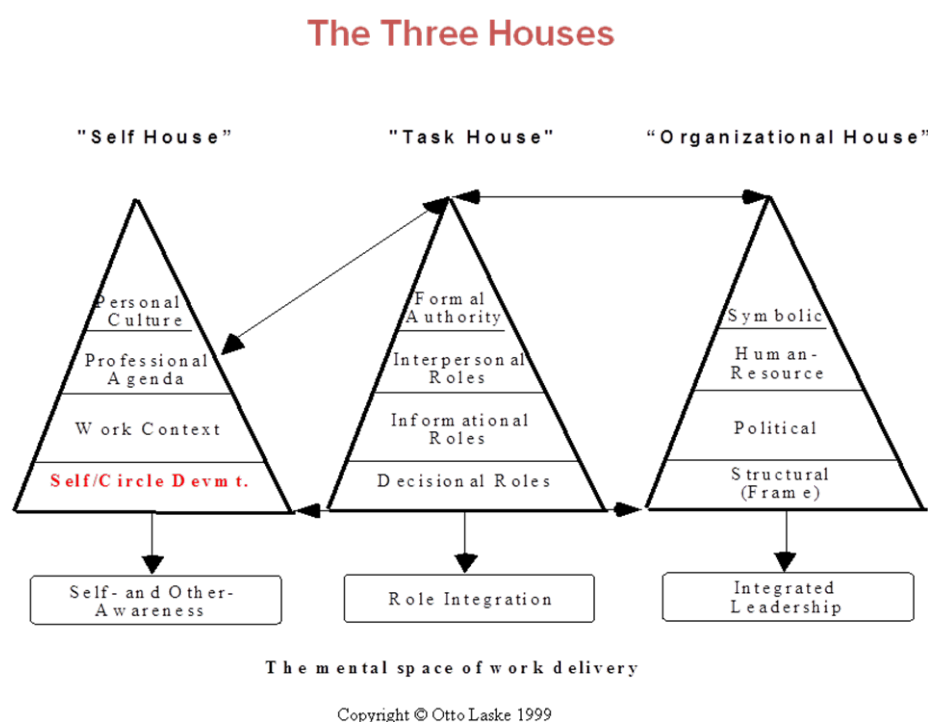 The Three Houses
"Self House”
"Task House"
“Organizational House”
Personal
Culture
Professional
Agenda
Work Context
Self/Circle Devmt.
Formal
Authority
Interpersonal
Roles
Informational
Roles
Decisional Roles
Symbolic
Human-
Resource
Political
Structural
(Frame)
Self- and Other-
Awareness
Role Integration
Integrated
Leadership
The mental space of work delivery
Copyright © Otto Laske 1999